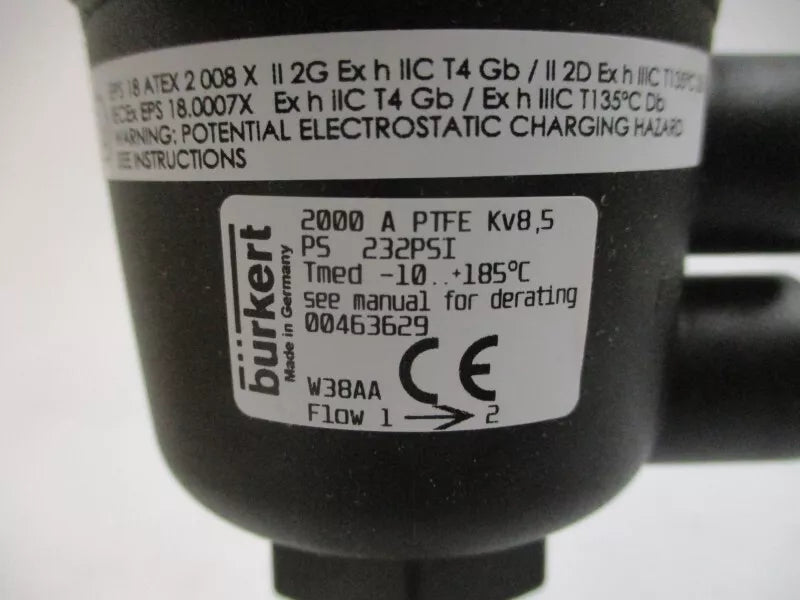 EPS 18 ATEX 2 008 X II 2G Ex h IIC T4 Gb / II 2D Ex h IIIC T135°C
IECEx EPS 18.0007X Ex h IIC T4 Gb / Ex h IIIC T135°C Db
WARNING: POTENTIAL ELECTROSTATIC CHARGING HAZARD
SEE INSTRUCTIONS
bürkert
Made in Germany
2000 A PTFE Kv8,5
PS 232PSI
Tmed -10..+185°C
see manual for derating
00463629
W38AA CE
Flow 1 → 2